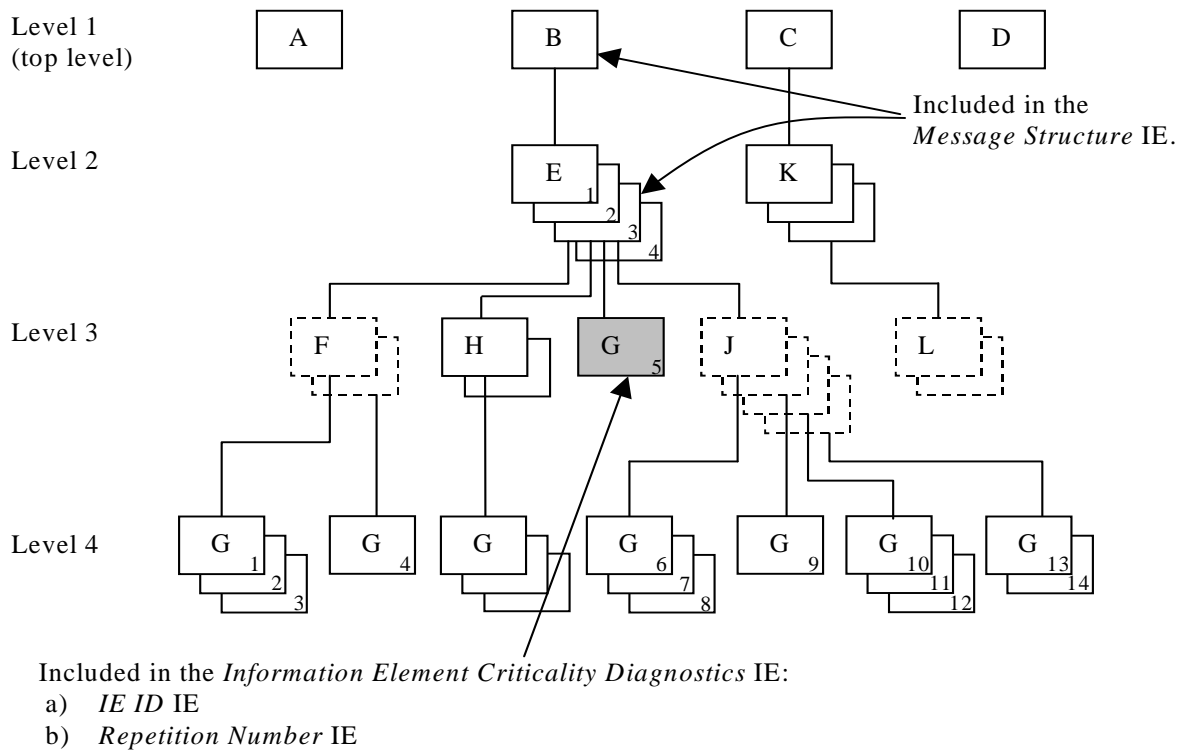 Level 1
(top level)
A
B
C
D
Included in the
Message Structure IE.
Level 2
E
1
2
3
4
K
Level 3
F
H
G
5
J
L
Level 4
G
1
2
3
G
4
G
G
6
7
8
G
9
G
10
11
12
G
13
14
Included in the Information Element Criticality Diagnostics IE:
a) IE ID IE
b) Repetition Number IE